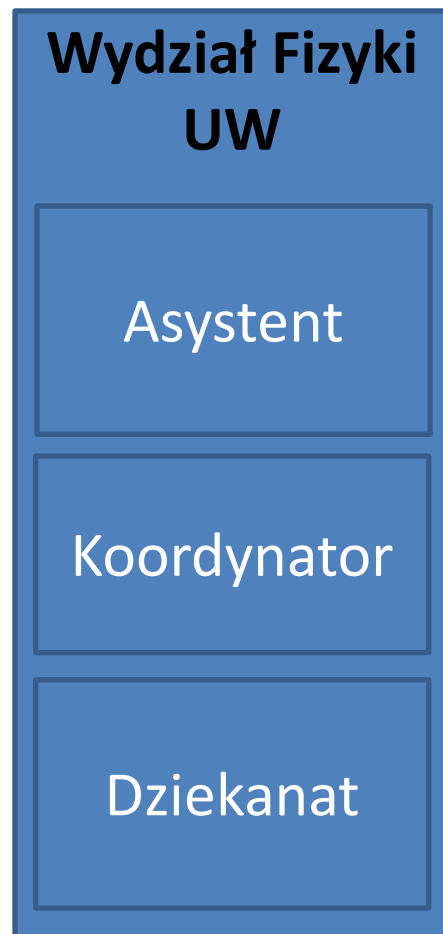 Wydział Fizyki
UW
Asystent
Koordynator
Dziekanat